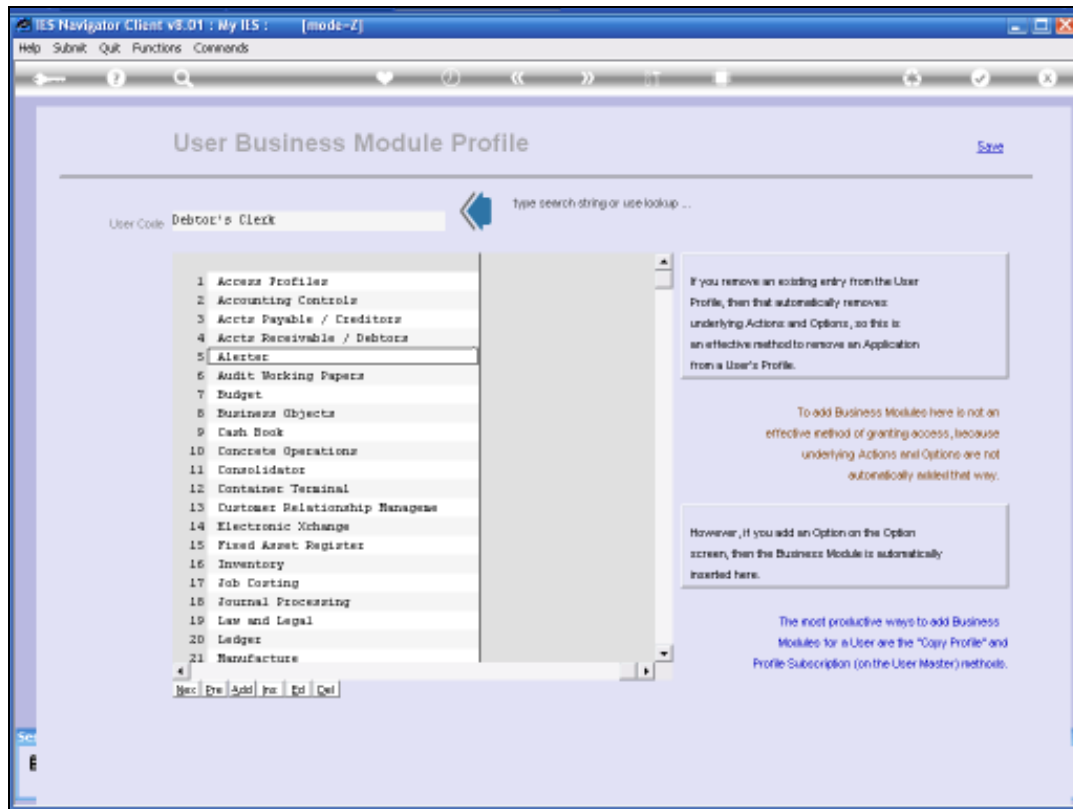 IES Navigator Client v8.01 : My IES : [mode=Z]
Help Submit Quit Functions Commands
User Business Module Profile
Save
type search string or use lookup ...
User Code Debtor's Clerk
1 Access Profiles
2 Accounting Controls
3 Accts Payable / Creditors
4 Accts Receivable / Debtors
5 Alerter
6 Audit Working Papers
7 Budget
8 Business Objects
9 Cash Book
10 Concrete Operations
11 Consolidator
12 Container Terminal
13 Customer Relationship Manageme
14 Electronic Xchange
15 Fixed Asset Register
16 Inventory
17 Job Costing
18 Journal Processing
19 Law and Legal
20 Ledger
21 Manufacture
Nex Pre Add Ins Ed Del
If you remove an existing entry from the User
Profile, then that automatically removes
underlying Actions and Options, so this is
an effective method to remove an Application
from a User's Profile.
To add Business Modules here is not an
effective method of granting access, because
underlying Actions and Options are not
automatically added that way.
However, if you add an Option on the Option
screen, then the Business Module is automatically
inserted here.
The most productive ways to add Business
Modules for a User are the "Copy Profile" and
Profile Subscription (on the User Master) methods.
Ses